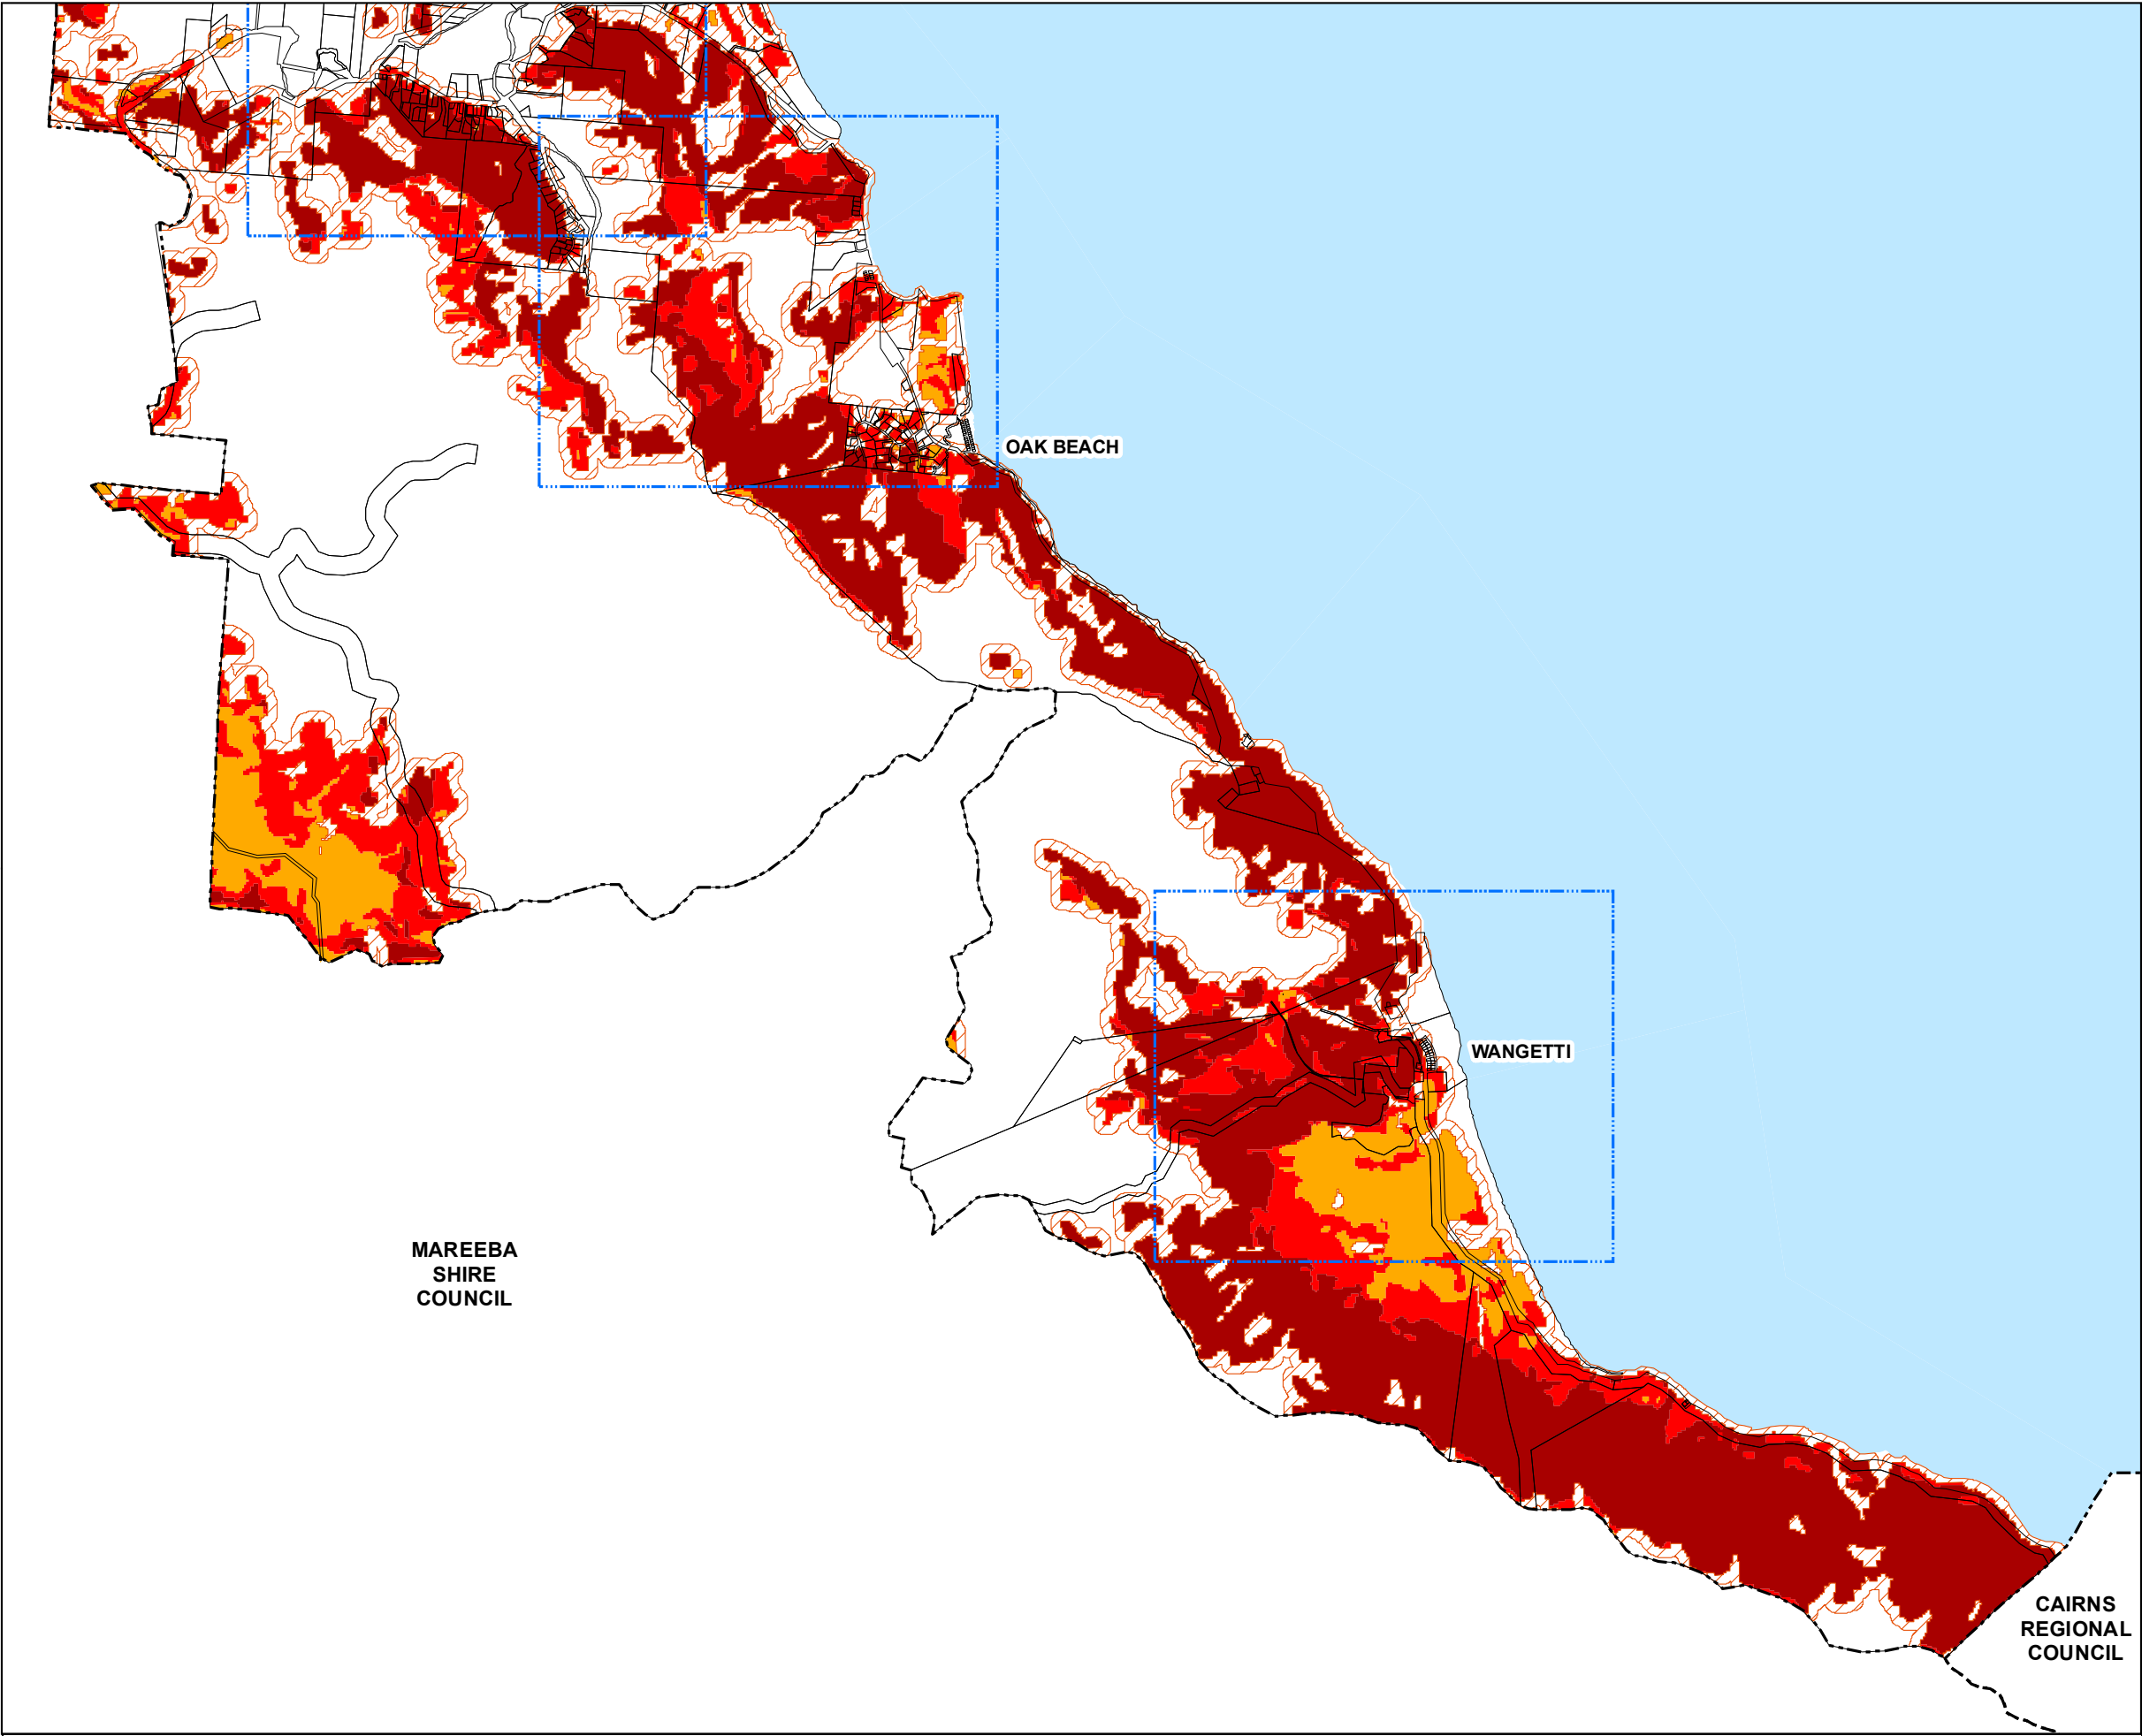 OAK BEACH
WANGETTI
MAREEBA
SHIRE
COUNCIL
CAIRNS
REGIONAL
COUNCIL